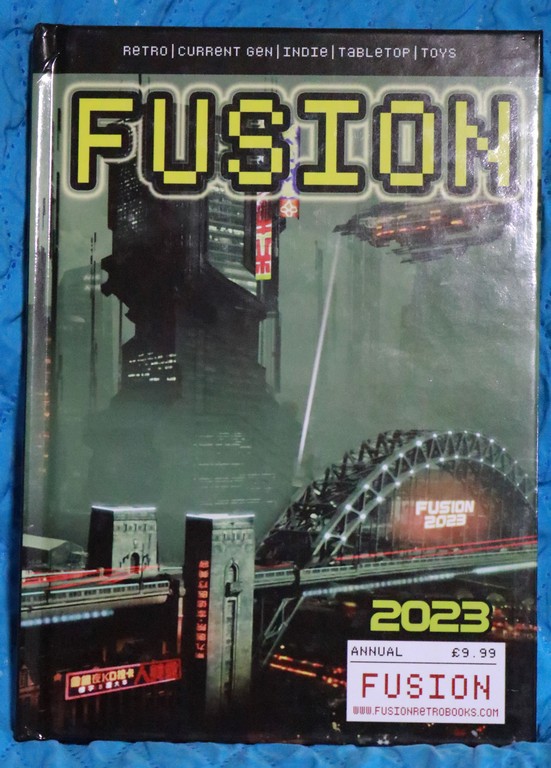 RETRO|CURRENT GEN|INDIE|TABLETOP|TOYS
FUSION
FUSION
2023
2023
ANNUAL £9.99
FUSION
WWW.FUSIONRETROBOOKS.COM